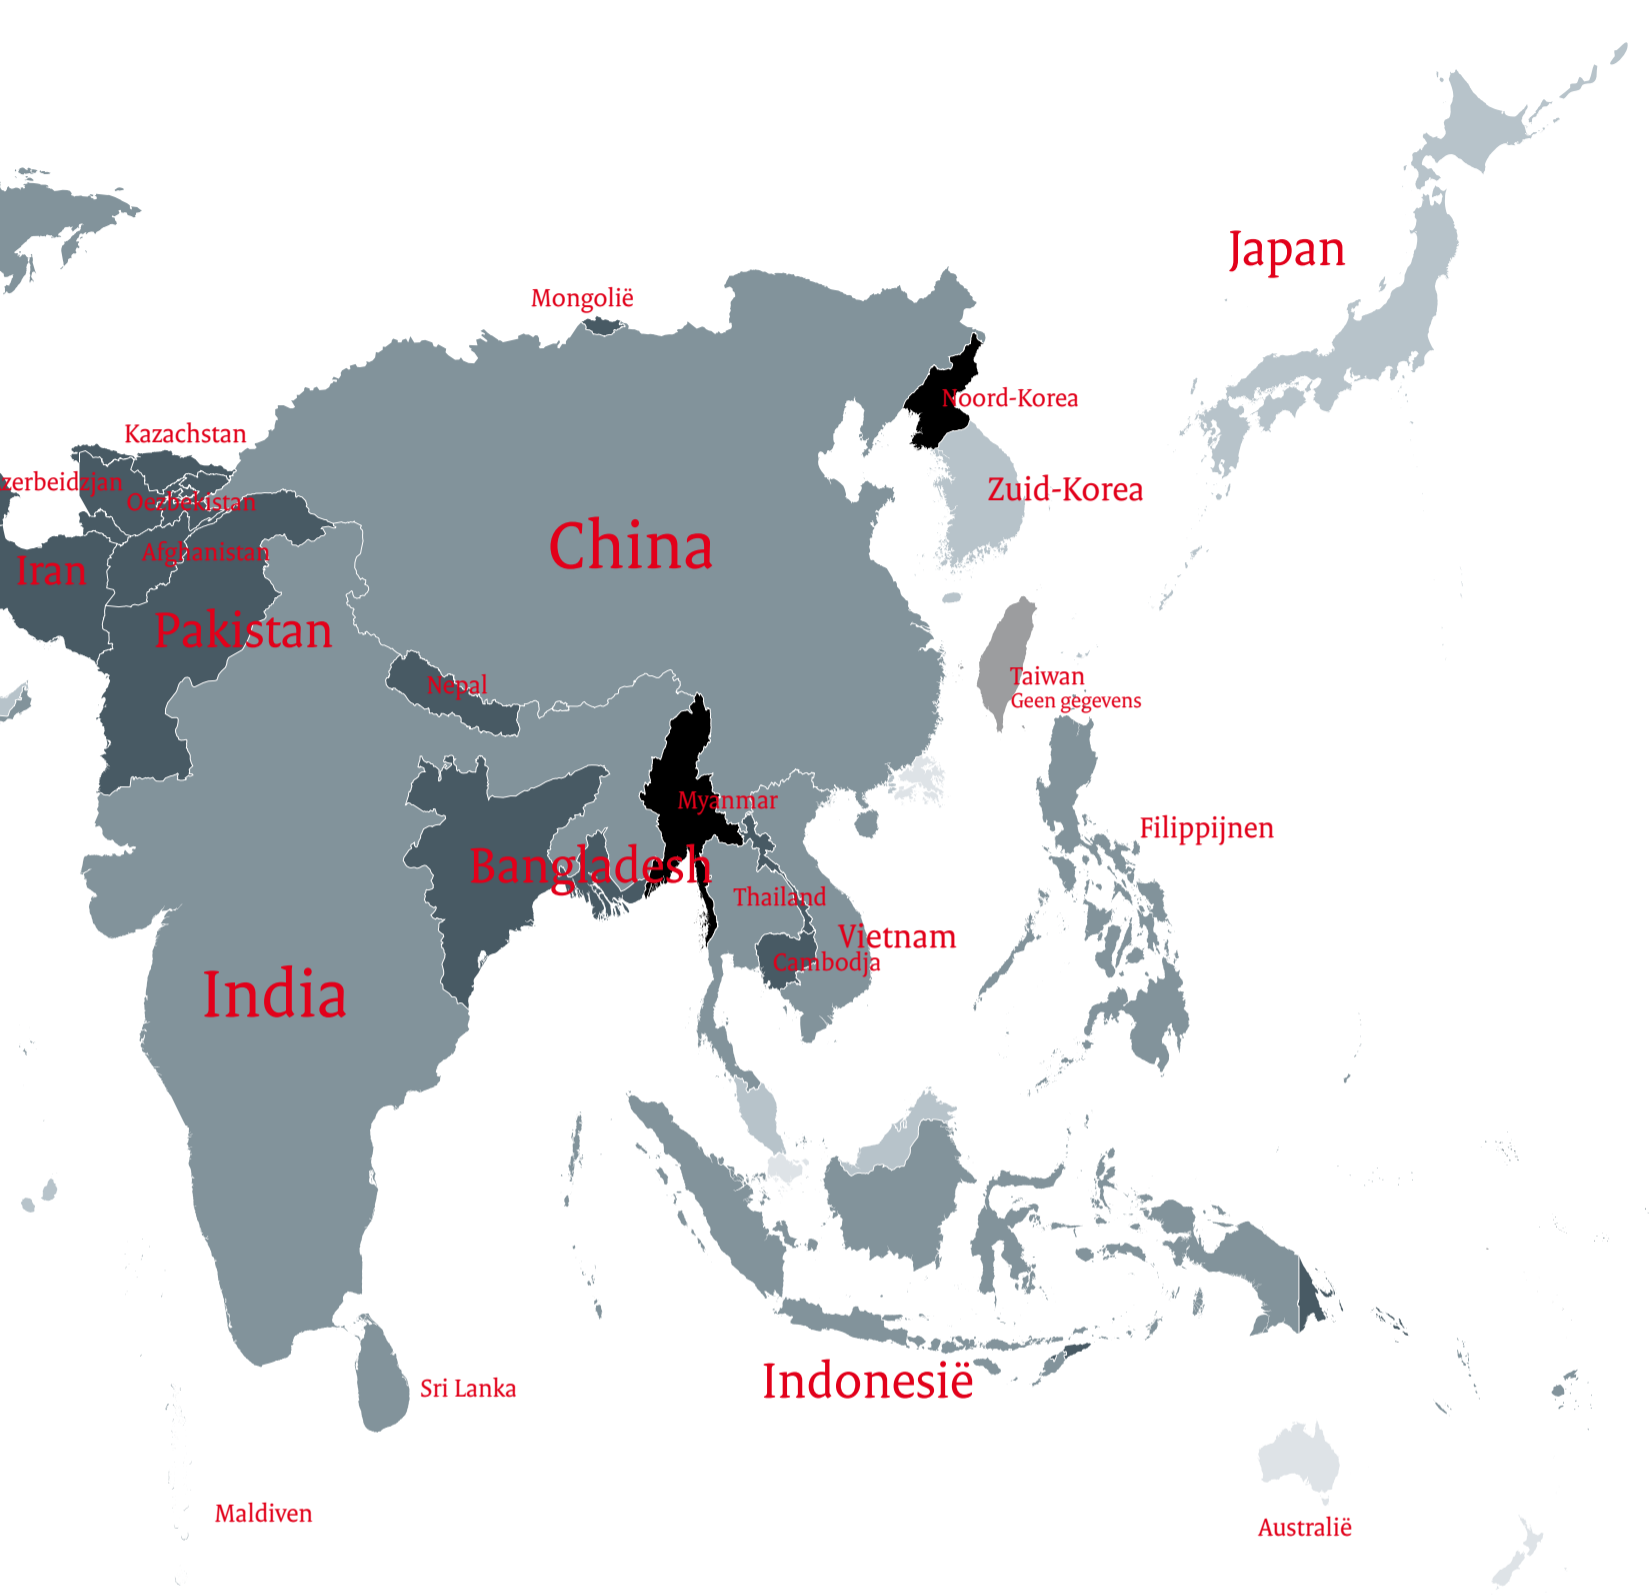 Japan
Mongolië
Noord-Korea
Kazachstan
zerbeidzjan
Zuid-Korea
Oezbekistan
China
Afghanistan
Iran
Pakistan
Taiwan
Geen gegevens
Nepal
Myanmar
Filippijnen
Bangladesh
Thailand
Vietnam
Cambodja
India
Indonesië
Sri Lanka
Maldiven
Australië